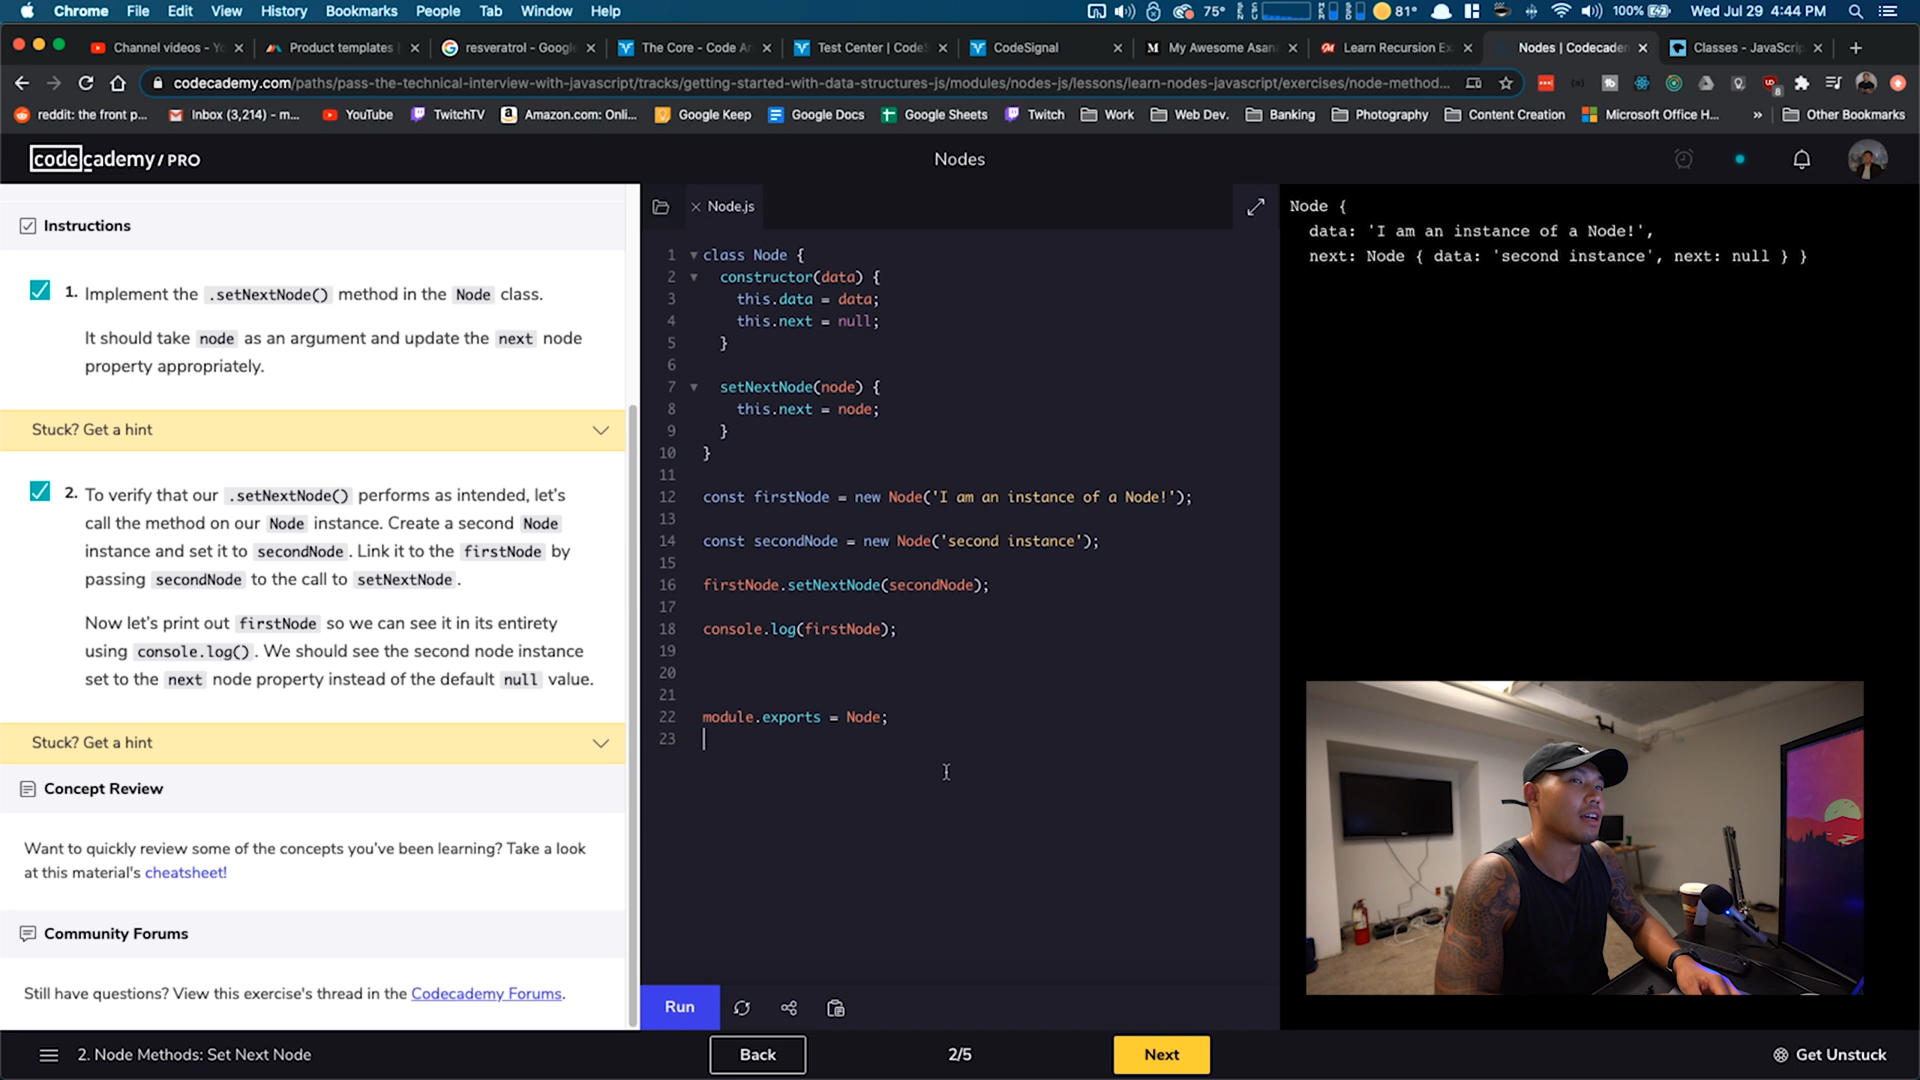 Chrome File Edit View History Bookmarks People Tab Window Help 75° 81° 100% Wed Jul 29 4:44 PM
Channel videos - Yo Product templates resveratrol - Google The Core - Code Ar Test Center | CodeS CodeSignal My Awesome Asan Learn Recursion Ex Nodes | Codecadem Classes - JavaScrip
codecademy.com/paths/pass-the-technical-interview-with-javascript/tracks/getting-started-with-data-structures-js/modules/nodes-js/lessons/learn-nodes-javascript/exercises/node-method...
reddit: the front p... Inbox (3,214) - m... YouTube TwitchTV Amazon.com: Onli... Google Keep Google Docs Google Sheets Twitch Work Web Dev. Banking Photography Content Creation Microsoft Office H... » Other Bookmarks
codecademy / PRO
Nodes
Instructions
1. Implement the .setNextNode() method in the Node class.
It should take node as an argument and update the next node
property appropriately.
Stuck? Get a hint
2. To verify that our .setNextNode() performs as intended, let's
call the method on our Node instance. Create a second Node
instance and set it to secondNode. Link it to the firstNode by
passing secondNode to the call to setNextNode.
Now let's print out firstNode so we can see it in its entirety
using console.log(). We should see the second node instance
set to the next node property instead of the default null value.
Stuck? Get a hint
Concept Review
Want to quickly review some of the concepts you've been learning? Take a look
at this material's cheatsheet!
Community Forums
Still have questions? View this exercise's thread in the Codecademy Forums.
Node.js
1 class Node {
2 constructor(data) {
3 this.data = data;
4 this.next = null;
5 }
6
7 setNextNode(node) {
8 this.next = node;
9 }
10 }
11
12 const firstNode = new Node('I am an instance of a Node!');
13
14 const secondNode = new Node('second instance');
15
16 firstNode.setNextNode(secondNode);
17
18 console.log(firstNode);
19
20
21
22 module.exports = Node;
23
Run
Node {
data: 'I am an instance of a Node!',
next: Node { data: 'second instance', next: null } }
2. Node Methods: Set Next Node
Back
2/5
Next
Get Unstuck